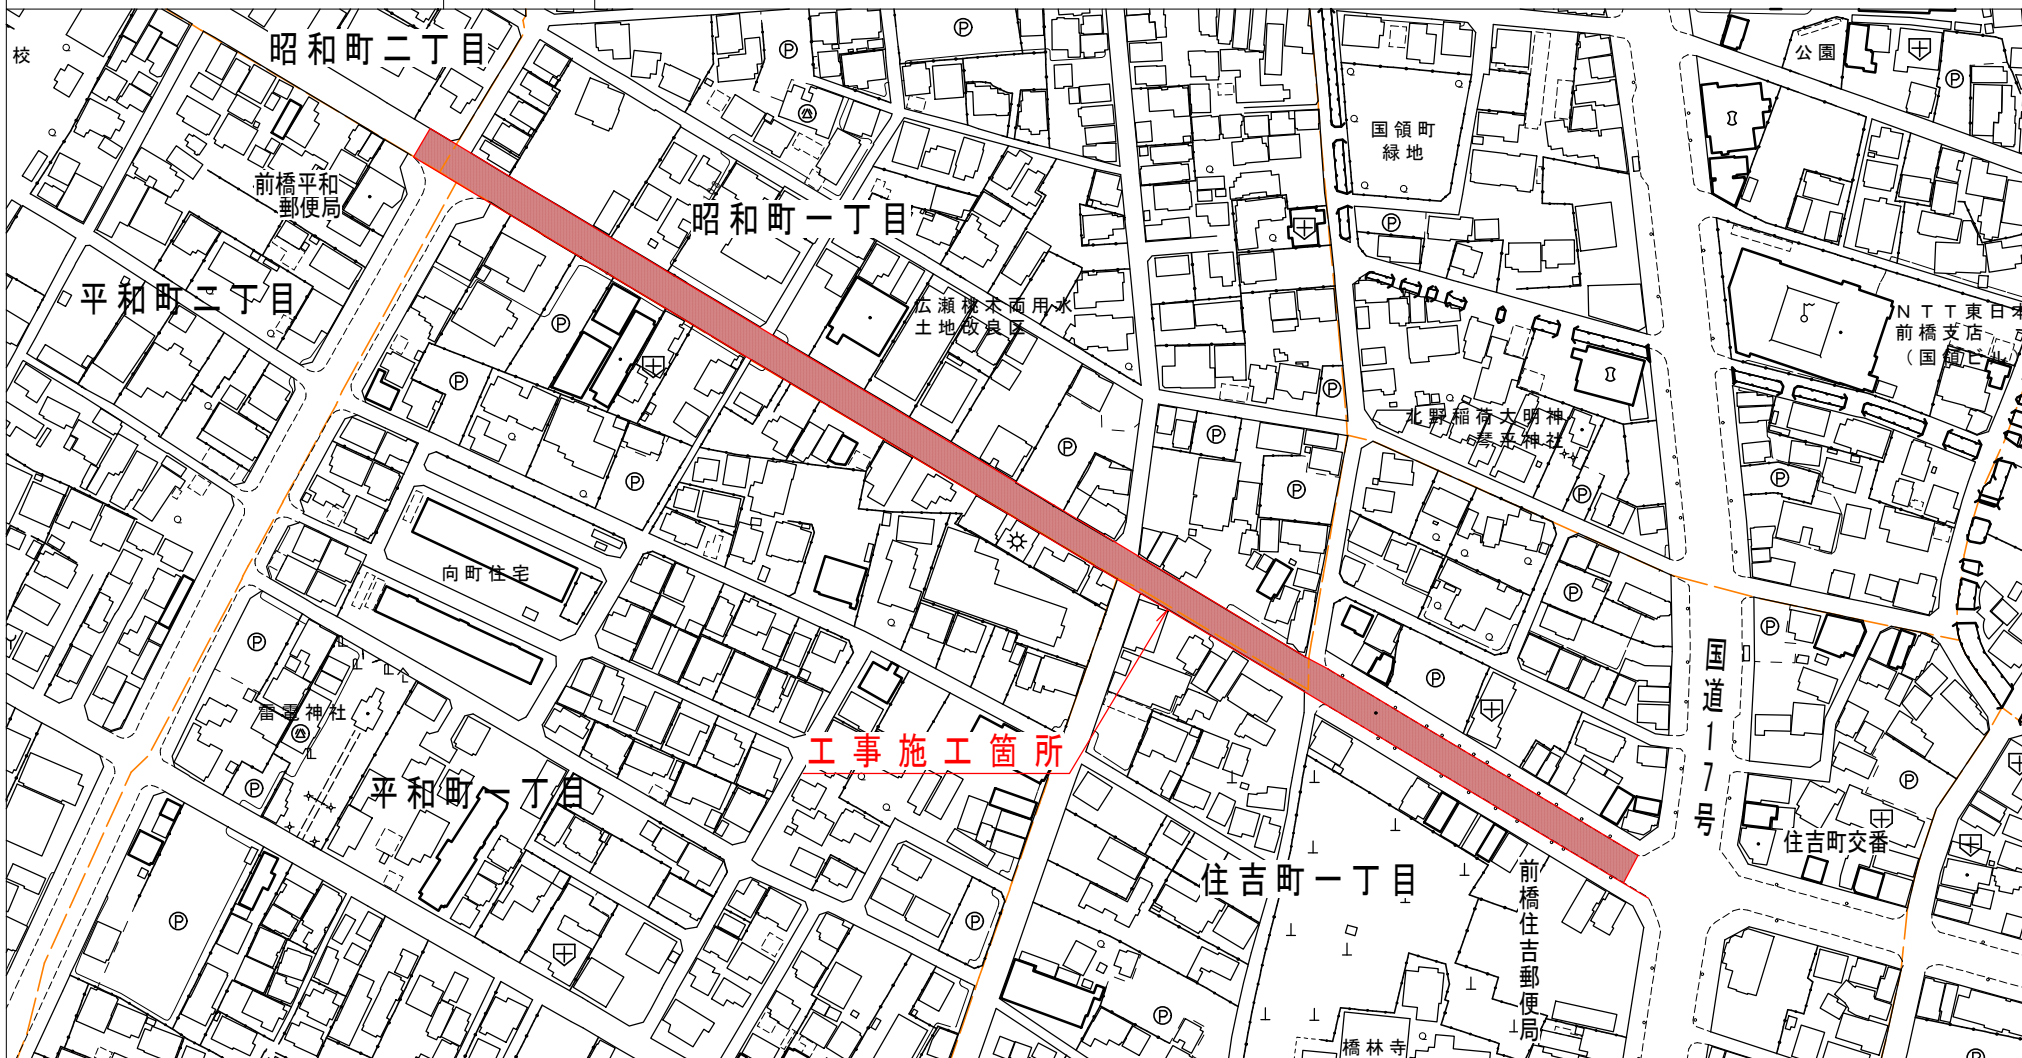 校
昭和町二丁目
公園
国領町
緑地
前橋平和
郵便局
昭和町一丁目
平和町二丁目
広瀬桃木両用水
土地改良区
NTT東日本
前橋支店
(国領ビル
北野稲荷大明神
琴平神社
向町住宅
国道17号
雷電神社
工事施工箇所
平和町一丁目
住吉町交番
住吉町一丁目
前橋住吉郵便局
橋林寺